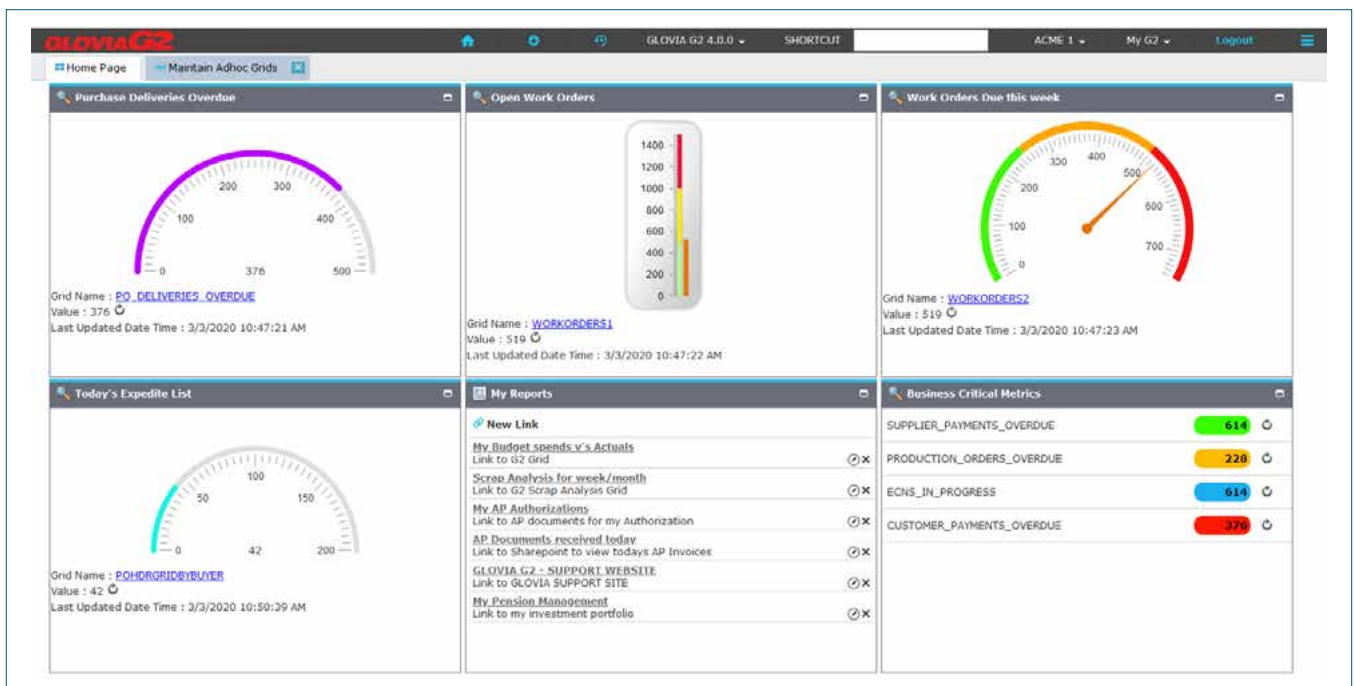 GLOVIA G2
GLOVIA G2 4.0.0
SHORTCUT
ACME 1
My G2
Logout
Home Page
Maintain Adhoc Grids
Purchase Deliveries Overdue
200 300
100 400
0 376 500
Grid Name : PO_DELIVERIES_OVERDUE
Value : 376
Last Updated Date Time : 3/3/2020 10:47:21 AM
Open Work Orders
1400
1200
1000
800
600
400
200
0
Grid Name : WORKORDERS1
Value : 519
Last Updated Date Time : 3/3/2020 10:47:22 AM
Work Orders Due this week
300 400
200 500
100 600
0 700
Grid Name : WORKORDERS2
Value : 519
Last Updated Date Time : 3/3/2020 10:47:23 AM
Today's Expedite List
100
50 150
0 42 200
Grid Name : POHDRGRIDBYBUYER
Value : 42
Last Updated Date Time : 3/3/2020 10:50:39 AM
My Reports
New Link
My Budget spends v's Actuals
Link to G2 Grid
Scrap Analysis for week/month
Link to G2 Scrap Analysis Grid
My AP Authorizations
Link to AP documents for my Authorization
AP Documents received today
Link to Sharepoint to view todays AP Invoices
GLOVIA G2 - SUPPORT WEBSITE
Link to GLOVIA SUPPORT SITE
My Pension Management
Link to my investment portfolio
Business Critical Metrics
SUPPLIER_PAYMENTS_OVERDUE 614
PRODUCTION_ORDERS_OVERDUE 228
ECNS_IN_PROGRESS 614
CUSTOMER_PAYMENTS_OVERDUE 376